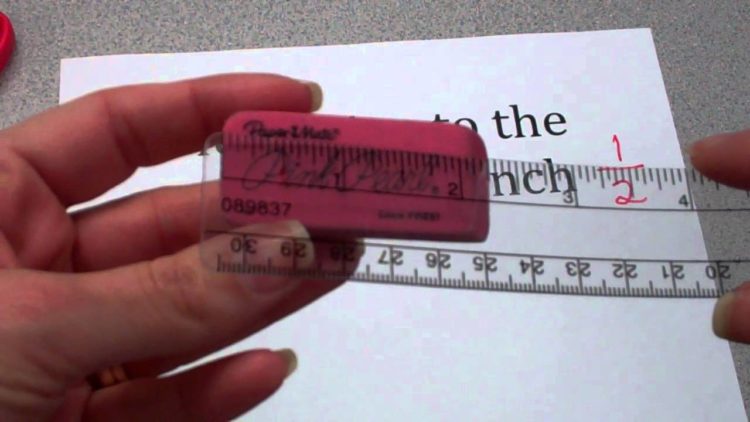 to the
Paper Mate®
Pink Pearl® nch 1/2
2 3 4
089837
30 29 28 27 26 25 24 23 22 21 20